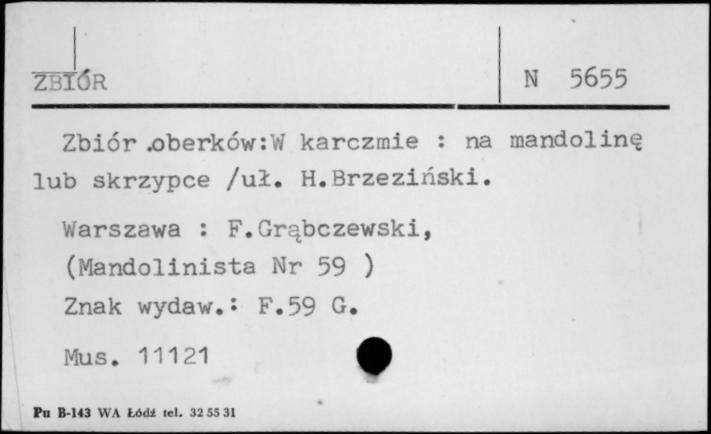 ZBIÓR
N 5655
Zbiór .oberków:W karczmie : na mandolinę
lub skrzypce /uł. H.Brzeziński.
Warszawa : F.Grąbczewski,
(Mandolinista Nr 59 )
Znak wydaw.: F.59 G.
Mus. 11121
Pu B-143 WA Łódź tel. 32 55 31